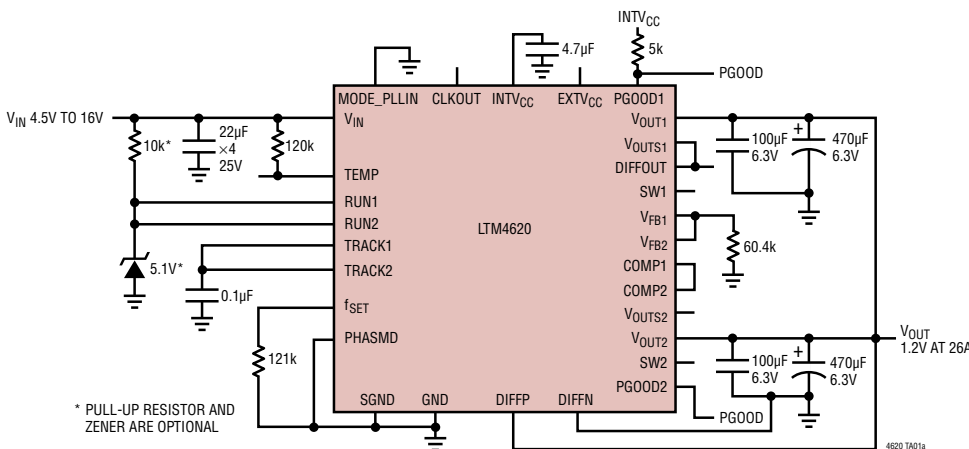 INTVCC
5k
4.7µF
PGOOD
MODE_PLLIN CLKOUT INTVCC EXTVCC PGOOD1
VIN 4.5V TO 16V
10k*
22µF
×4
25V
120k
VIN
TEMP
RUN1
RUN2
TRACK1
TRACK2
fSET
PHASMD
5.1V*
0.1µF
121k
LTM4620
VOUT1
VOUTS1
DIFFOUT
SW1
VFB1
VFB2
COMP1
COMP2
VOUTS2
VOUT2
SW2
PGOOD2
100µF
6.3V
+
470µF
6.3V
60.4k
VOUT
1.2V AT 26A
100µF
6.3V
+
470µF
6.3V
PGOOD
SGND GND DIFFP DIFFN
* PULL-UP RESISTOR AND
ZENER ARE OPTIONAL
4620 TA01a